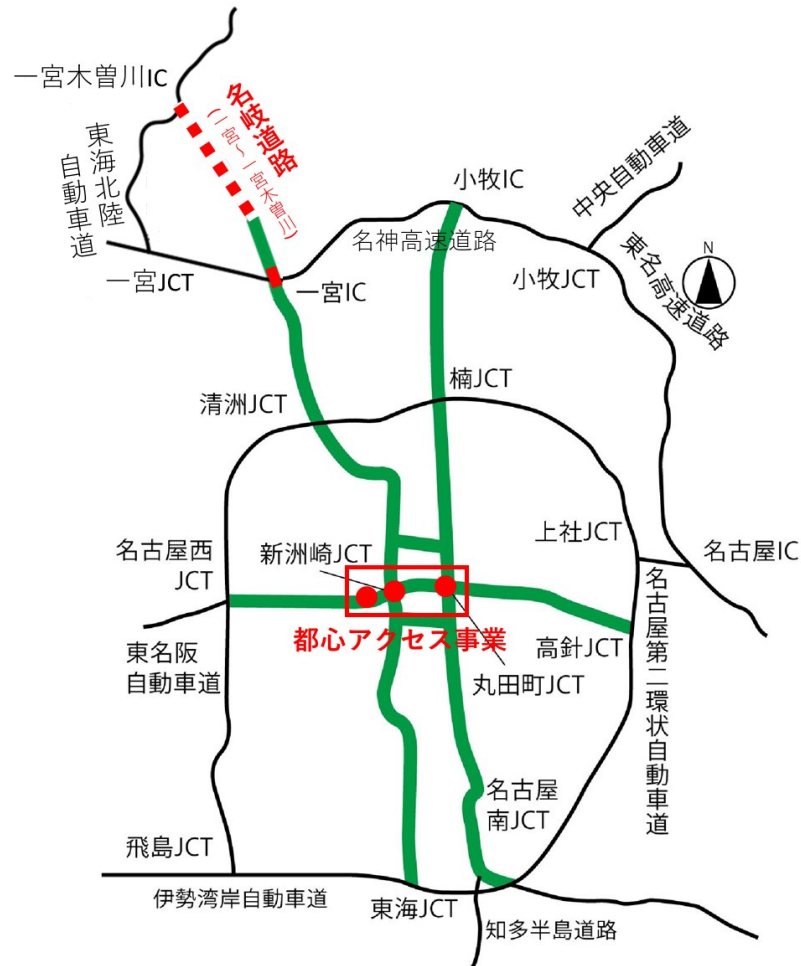 一宮木曽川IC
名岐道路
(一宮~一宮木曽川)
東海北陸
自動車道
一宮JCT
一宮IC
名神高速道路
小牧IC
中央自動車道
小牧JCT
東名高速道路
N
楠JCT
清洲JCT
名古屋西
JCT
新洲崎JCT
上社JCT
名古屋IC
都心アクセス事業
高針JCT
名古屋第二環状自動車道
東名阪
自動車道
丸田町JCT
名古屋
南JCT
飛島JCT
伊勢湾岸自動車道
東海JCT
知多半島道路